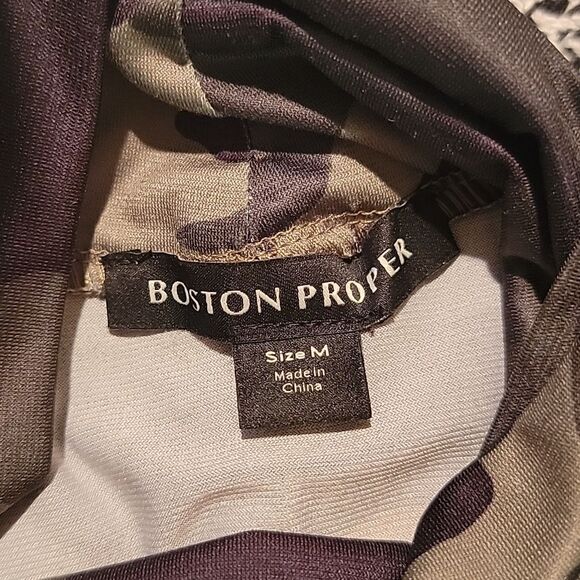 BOSTON PROPER
Size M
Made in
China